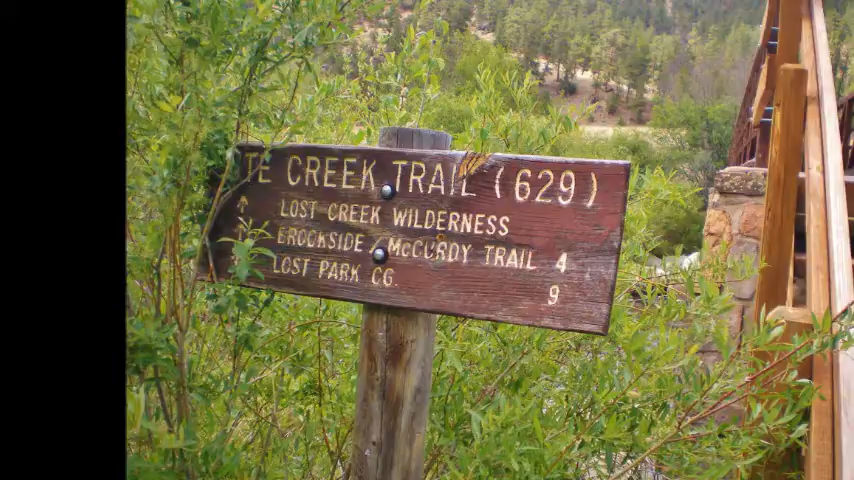 TE CREEK TRAIL (629)
↑ LOST CREEK WILDERNESS
↑ BROOKSIDE / McCURDY TRAIL 4
↑ LOST PARK CG. 9